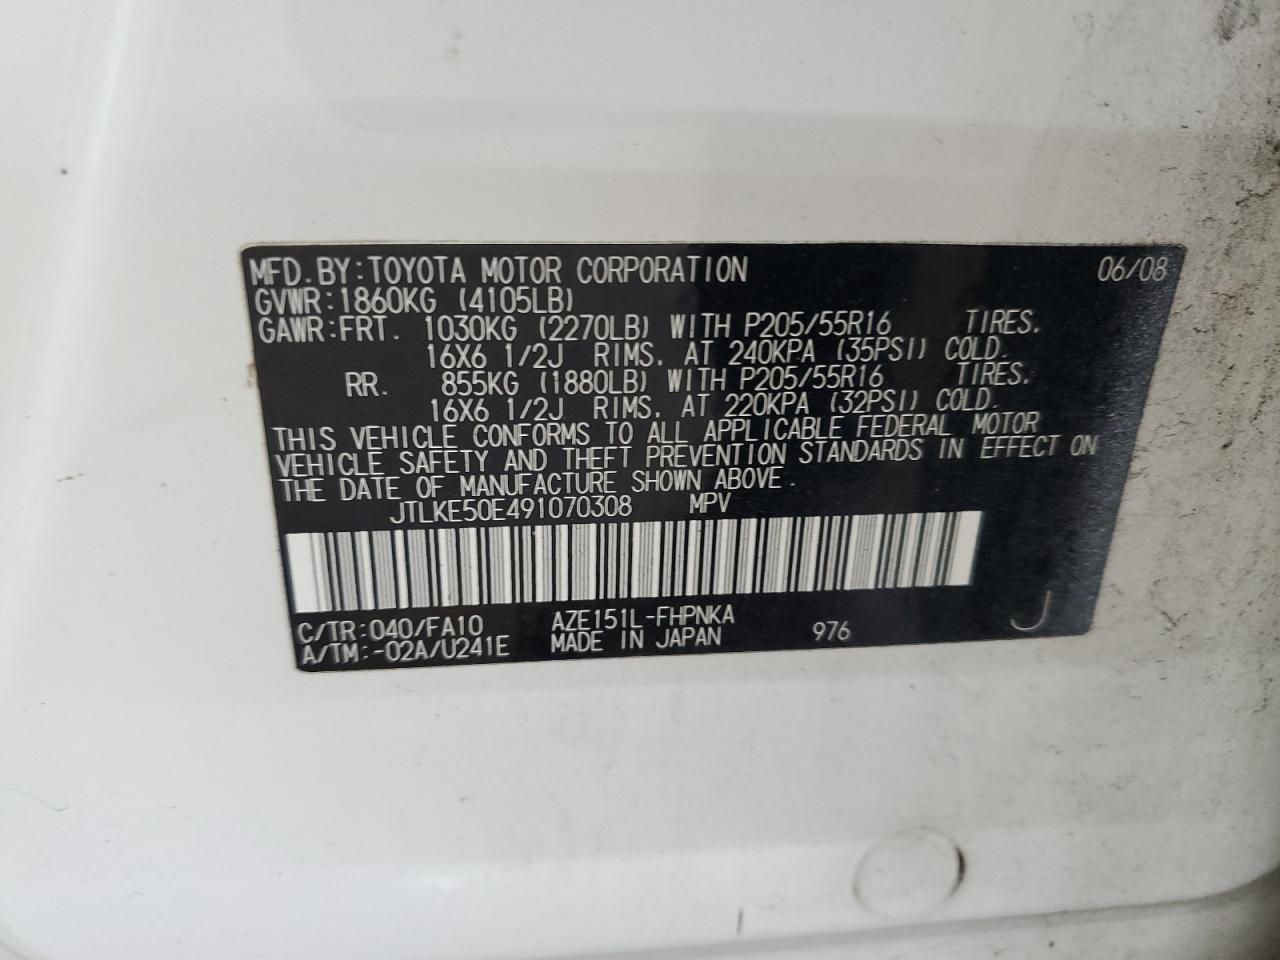 MFD. BY: TOYOTA MOTOR CORPORATION 06/08
GVWR: 1860KG (4105LB)
GAWR: FRT. 1030KG (2270LB) WITH P205/55R16 TIRES.
16X6 1/2J RIMS. AT 240KPA (35PSI) COLD.
RR. 855KG (1880LB) WITH P205/55R16 TIRES.
16X6 1/2J RIMS. AT 220KPA (32PSI) COLD.
THIS VEHICLE CONFORMS TO ALL APPLICABLE FEDERAL MOTOR
VEHICLE SAFETY AND THEFT PREVENTION STANDARDS IN EFFECT ON
THE DATE OF MANUFACTURE SHOWN ABOVE.
JTLKE50E491070308 MPV
C/TR: 040/FA10 AZE151L-FHPNKA
A/TM: -02A/U241E MADE IN JAPAN 976 J